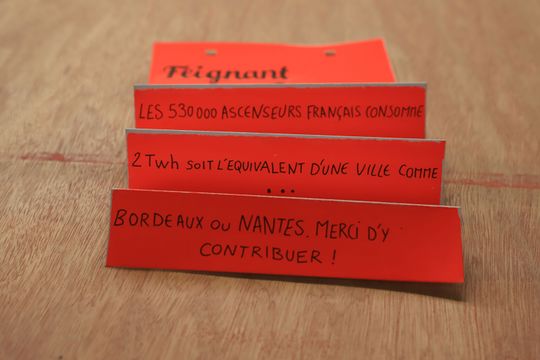 Feignant
LES 530 000 ASCENSEURS FRANÇAIS CONSOMME
2 Twh soit L'EQUIVALENT D'UNE VILLE COMME
...
BORDEAUX OU NANTES. MERCI D'Y
CONTRIBUER !